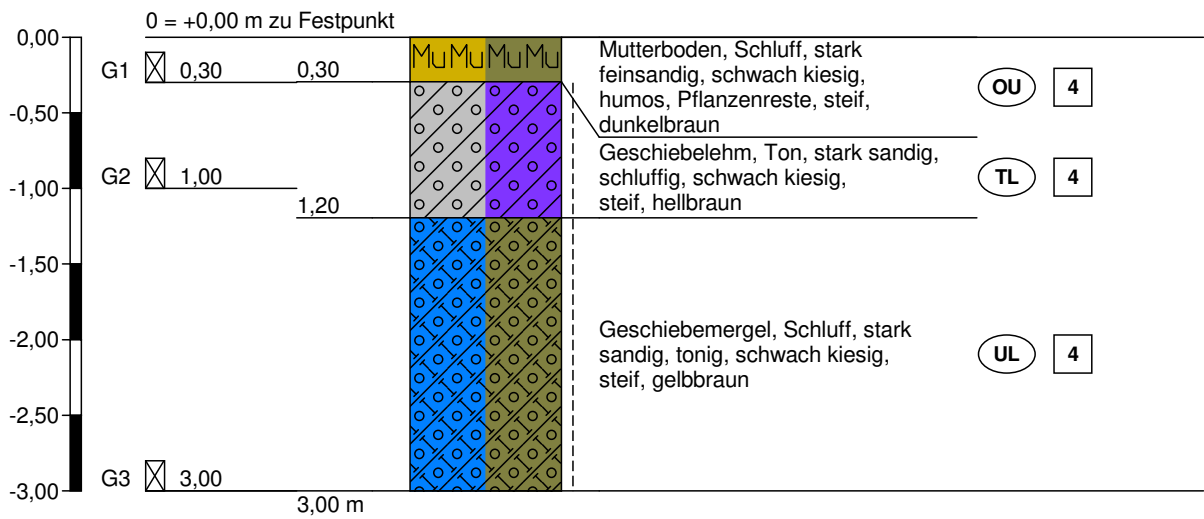 0 = +0,00 m zu Festpunkt
0,00
-0,50
-1,00
-1,50
-2,00
-2,50
-3,00
G1 0,30 0,30
G2 1,00
1,20
G3 3,00
3,00 m
Mu Mu Mu Mu
Mutterboden, Schluff, stark
feinsandig, schwach kiesig,
humos, Pflanzenreste, steif,
dunkelbraun
OU 4
Geschiebelehm, Ton, stark sandig,
schluffig, schwach kiesig,
steif, hellbraun
TL 4
Geschiebemergel, Schluff, stark
sandig, tonig, schwach kiesig,
steif, gelbbraun
UL 4